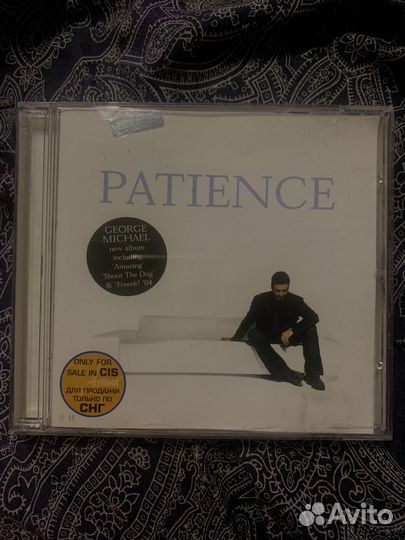 PATIENCE
GEORGE
MICHAEL
new album
including
'Amazing'
'Shoot The Dog'
& 'Freeek!' '04
ONLY FOR
SALE IN CIS
ДЛЯ ПРОДАЖИ
ТОЛЬКО ПО
СНГ
Avito